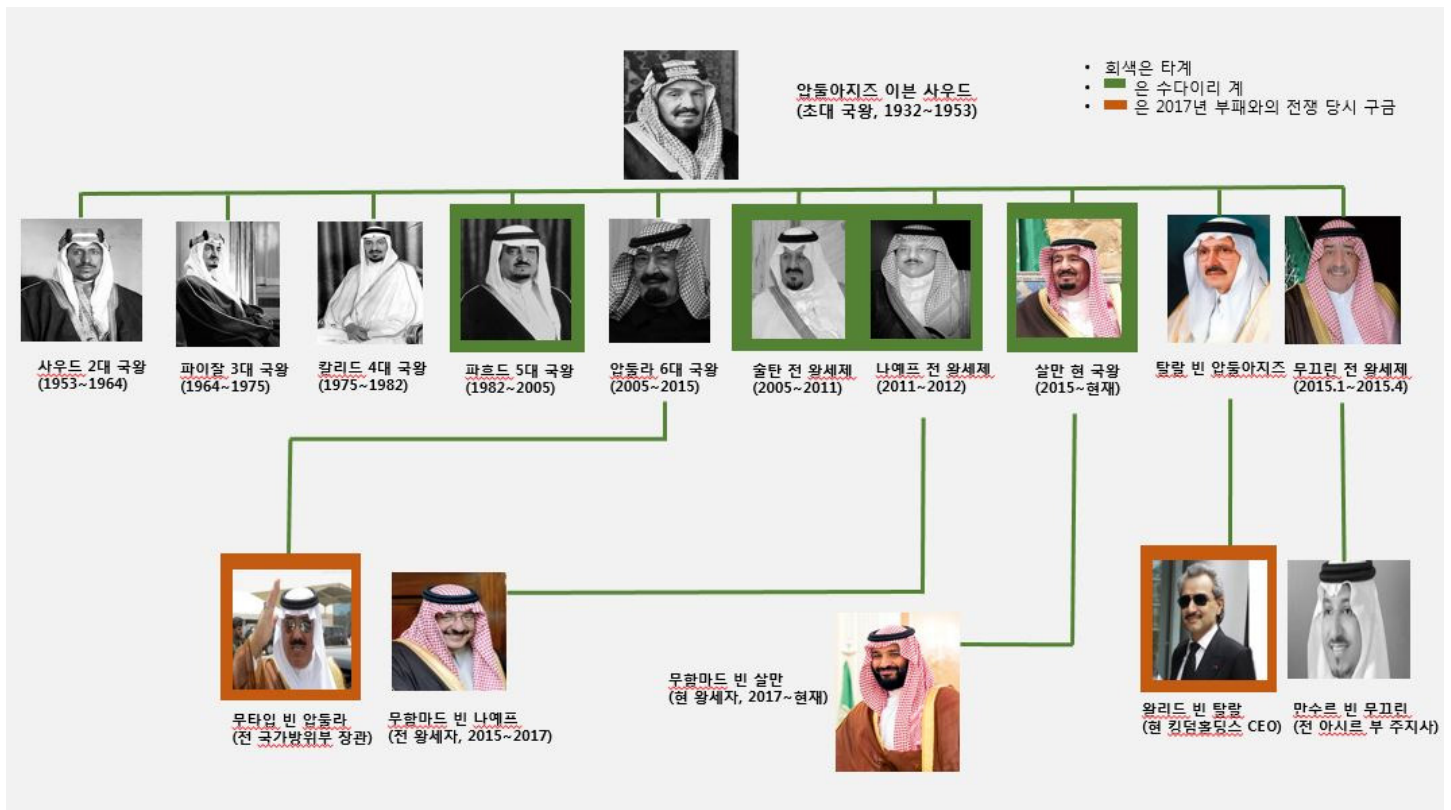 압둘아지즈 이븐 사우드
(초대 국왕, 1932~1953)
• 회색은 타계
• 은 수다이리 계
• 은 2017년 부패와의 전쟁 당시 구금
사우드 2대 국왕
(1953~1964)
파이잘 3대 국왕
(1964~1975)
칼리드 4대 국왕
(1975~1982)
파흐드 5대 국왕
(1982~2005)
압둘라 6대 국왕
(2005~2015)
술탄 전 왕세제
(2005~2011)
나예프 전 왕세제
(2011~2012)
살만 현 국왕
(2015~현재)
탈랄 빈 압둘아지즈
무끄린 전 왕세제
(2015.1~2015.4)
무타입 빈 압둘라
(전 국가방위부 장관)
무함마드 빈 나예프
(전 왕세자, 2015~2017)
무함마드 빈 살만
(현 왕세자, 2017~현재)
왈리드 빈 탈랄
(현 킹덤홀딩스 CEO)
만수르 빈 무끄린
(전 아시르 부 주지사)